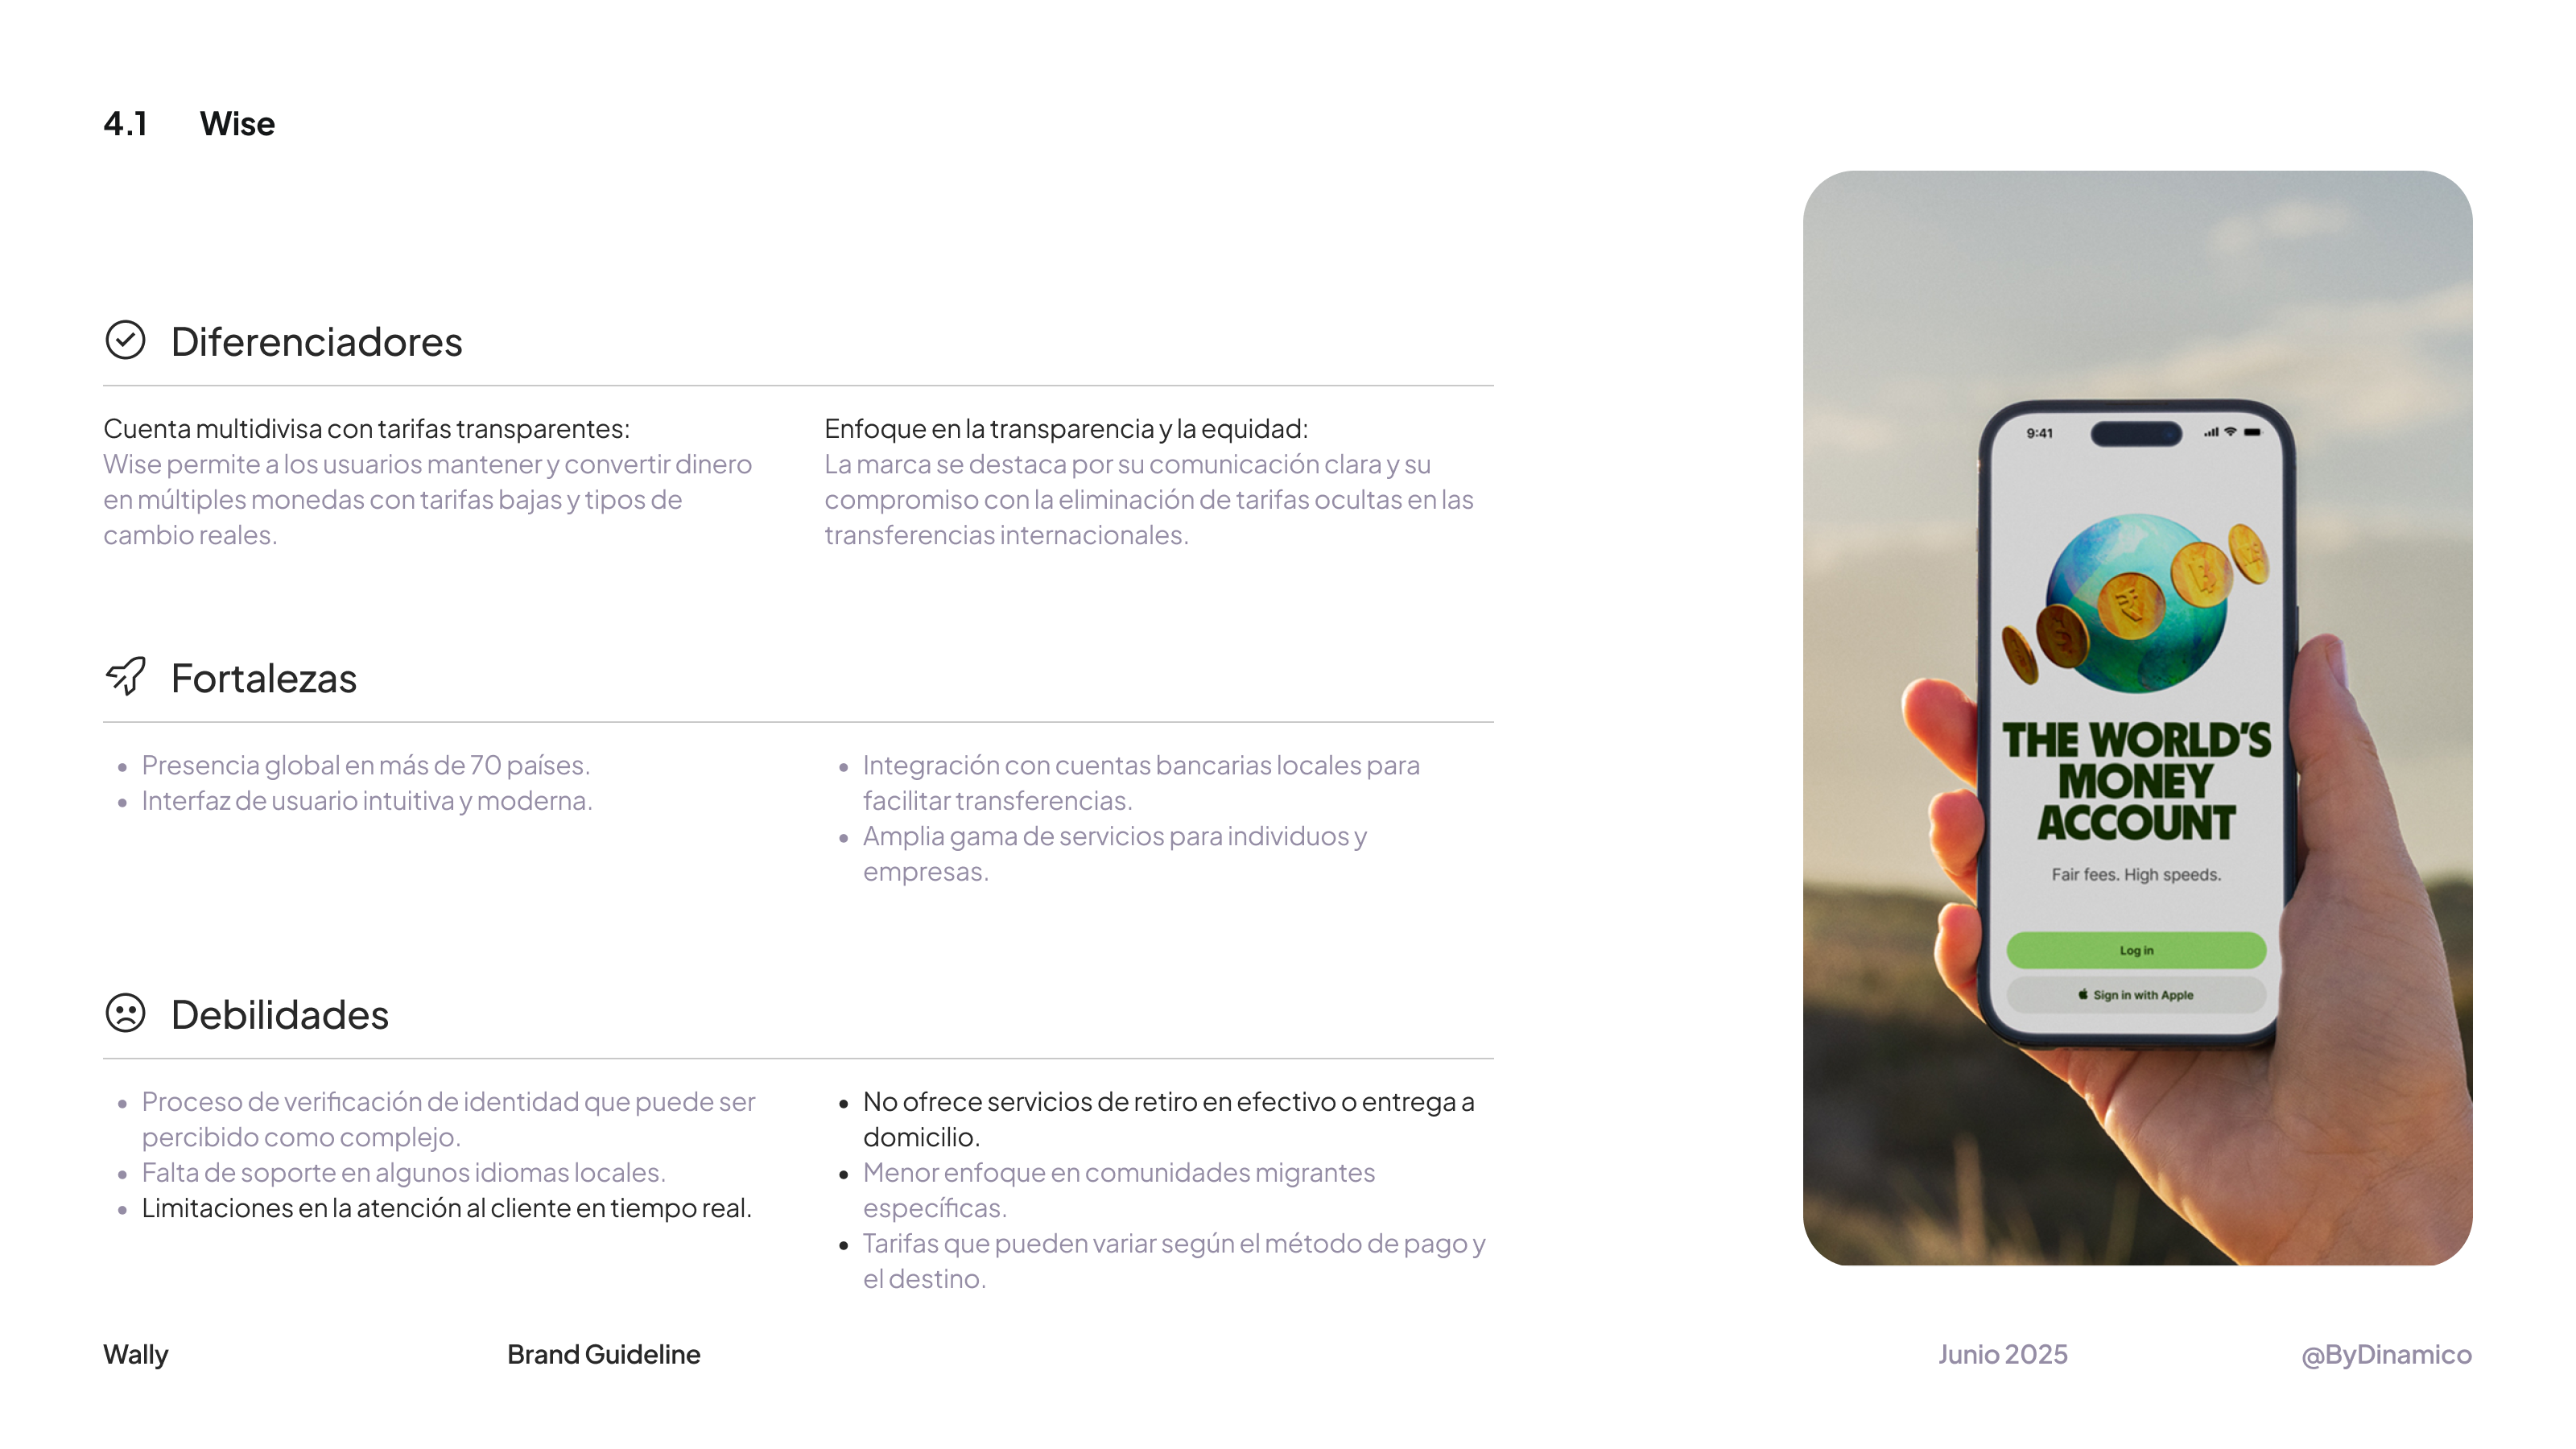 4.1 Wise
Diferenciadores
Cuenta multidivisa con tarifas transparentes:
Wise permite a los usuarios mantener y convertir dinero
en múltiples monedas con tarifas bajas y tipos de
cambio reales.
Enfoque en la transparencia y la equidad:
La marca se destaca por su comunicación clara y su
compromiso con la eliminación de tarifas ocultas en las
transferencias internacionales.
Fortalezas
• Presencia global en más de 70 países.
• Interfaz de usuario intuitiva y moderna.
• Integración con cuentas bancarias locales para
facilitar transferencias.
• Amplia gama de servicios para individuos y
empresas.
Debilidades
• Proceso de verificación de identidad que puede ser
percibido como complejo.
• Falta de soporte en algunos idiomas locales.
• Limitaciones en la atención al cliente en tiempo real.
• No ofrece servicios de retiro en efectivo o entrega a
domicilio.
• Menor enfoque en comunidades migrantes
específicas.
• Tarifas que pueden variar según el método de pago y
el destino.
9:41
THE WORLD'S
MONEY
ACCOUNT
Fair fees. High speeds.
Log in
Sign in with Apple
Wally
Brand Guideline
Junio 2025
@ByDinamico